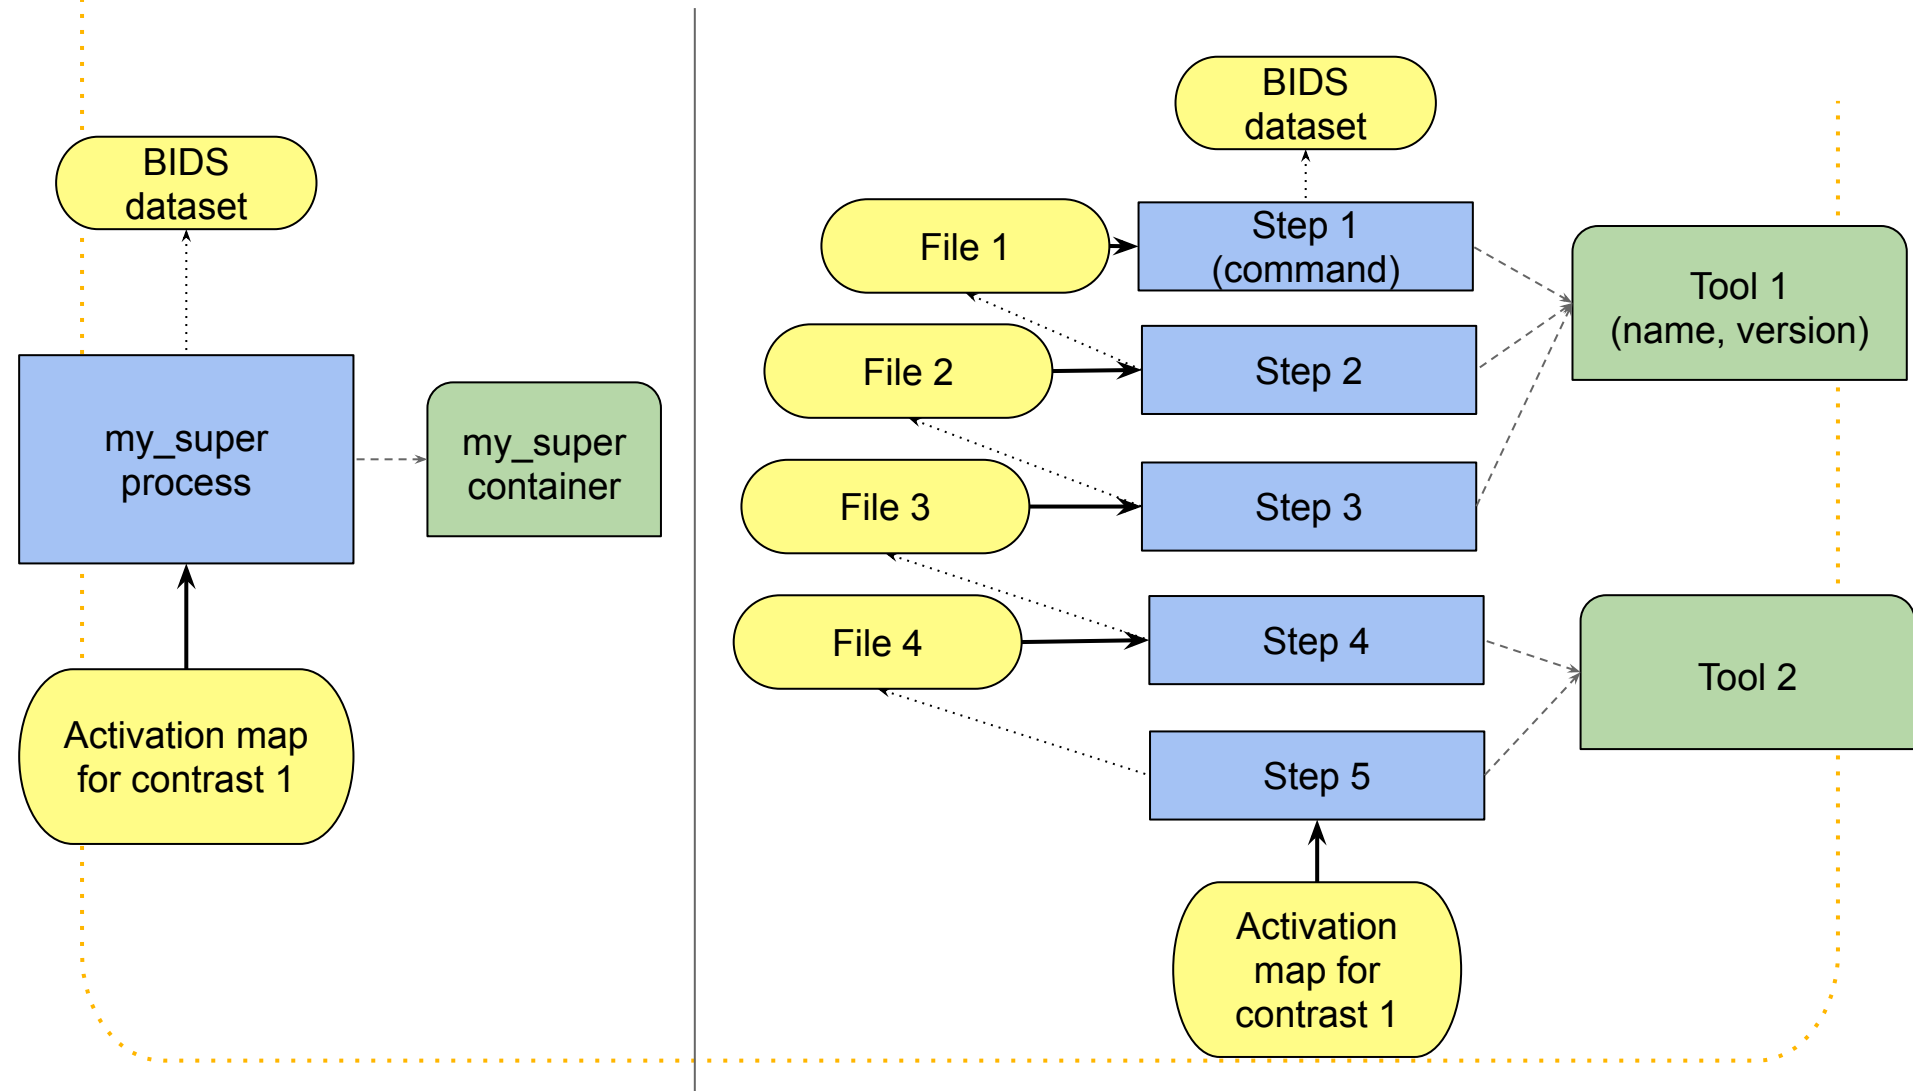 BIDS
dataset
my_super
process
my_super
container
Activation map
for contrast 1
BIDS
dataset
File 1
Step 1
(command)
Tool 1
(name, version)
File 2
Step 2
File 3
Step 3
File 4
Step 4
Tool 2
Step 5
Activation
map for
contrast 1